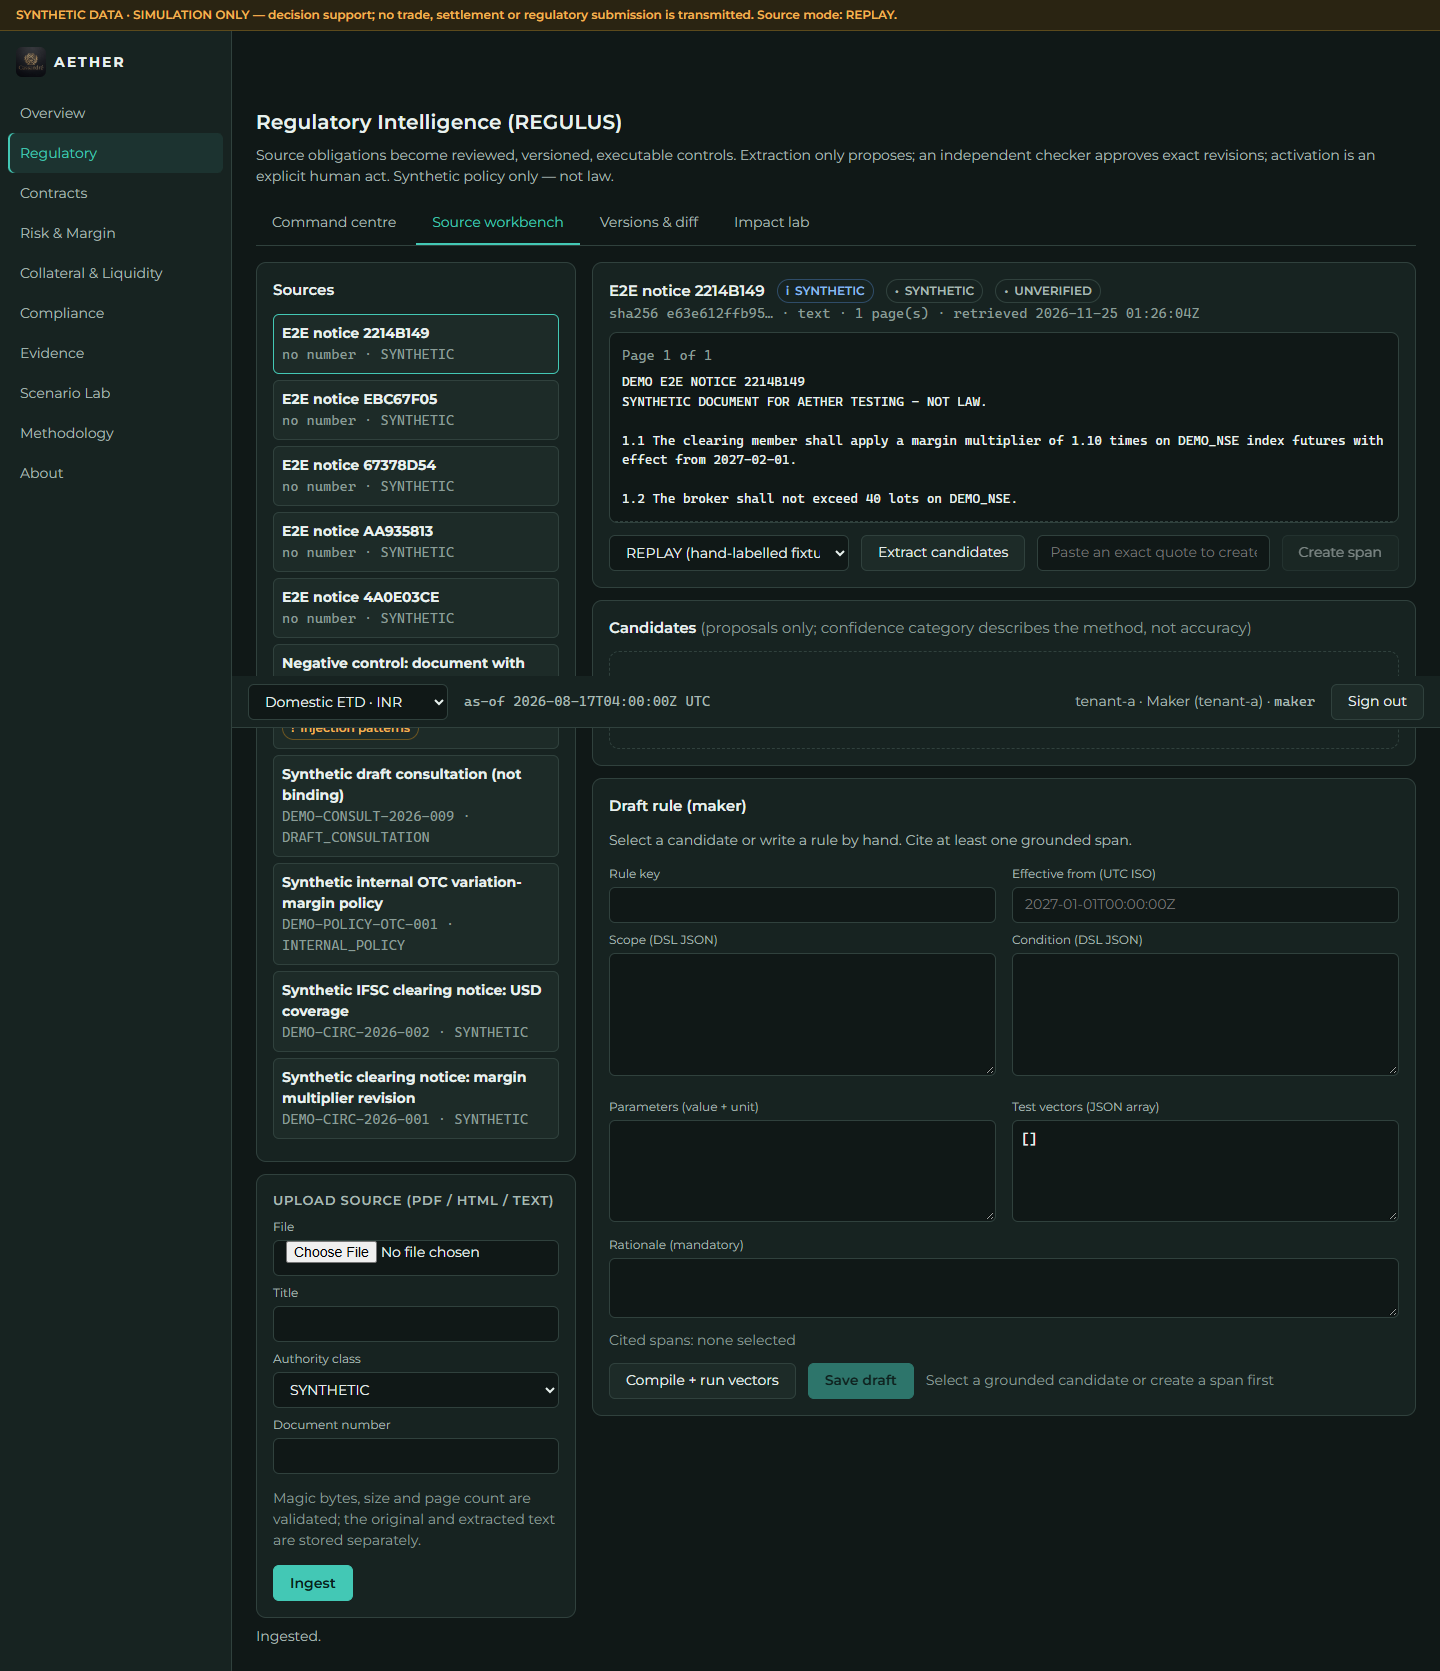 SYNTHETIC DATA · SIMULATION ONLY — decision support; no trade, settlement or regulatory submission is transmitted. Source mode: REPLAY.
AETHER
Overview
Regulatory
Contracts
Risk & Margin
Collateral & Liquidity
Compliance
Evidence
Scenario Lab
Methodology
About
Regulatory Intelligence (REGULUS)
Source obligations become reviewed, versioned, executable controls. Extraction only proposes; an independent checker approves exact revisions; activation is an
explicit human act. Synthetic policy only — not law.
Command centre
Source workbench
Versions & diff
Impact lab
Sources
E2E notice 2214B149
no number · SYNTHETIC
E2E notice EBC67F05
no number · SYNTHETIC
E2E notice 67378D54
no number · SYNTHETIC
E2E notice AA935813
no number · SYNTHETIC
E2E notice 4A0E03CE
no number · SYNTHETIC
Negative control: document with
! Injection patterns
Synthetic draft consultation (not
binding)
DEMO-CONSULT-2026-009 ·
DRAFT_CONSULTATION
Synthetic internal OTC variation-
margin policy
DEMO-POLICY-OTC-001 ·
INTERNAL_POLICY
Synthetic IFSC clearing notice: USD
coverage
DEMO-CIRC-2026-002 · SYNTHETIC
Synthetic clearing notice: margin
multiplier revision
DEMO-CIRC-2026-001 · SYNTHETIC
UPLOAD SOURCE (PDF / HTML / TEXT)
File
Choose File No file chosen
Title
Authority class
SYNTHETIC
Document number
Magic bytes, size and page count are
validated; the original and extracted text
are stored separately.
Ingest
Ingested.
E2E notice 2214B149 i SYNTHETIC • SYNTHETIC • UNVERIFIED
sha256 e63e612ffb95… · text · 1 page(s) · retrieved 2026-11-25 01:26:04Z
Page 1 of 1
DEMO E2E NOTICE 2214B149
SYNTHETIC DOCUMENT FOR AETHER TESTING - NOT LAW.
1.1 The clearing member shall apply a margin multiplier of 1.10 times on DEMO_NSE index futures with
effect from 2027-02-01.
1.2 The broker shall not exceed 40 lots on DEMO_NSE.
REPLAY (hand-labelled fixtu
Extract candidates
Paste an exact quote to create
Create span
Candidates (proposals only; confidence category describes the method, not accuracy)
Domestic ETD · INR
as-of 2026-08-17T04:00:00Z UTC
tenant-a · Maker (tenant-a) · maker
Sign out
Draft rule (maker)
Select a candidate or write a rule by hand. Cite at least one grounded span.
Rule key
Effective from (UTC ISO)
2027-01-01T00:00:00Z
Scope (DSL JSON)
Condition (DSL JSON)
Parameters (value + unit)
Test vectors (JSON array)
[]
Rationale (mandatory)
Cited spans: none selected
Compile + run vectors
Save draft
Select a grounded candidate or create a span first